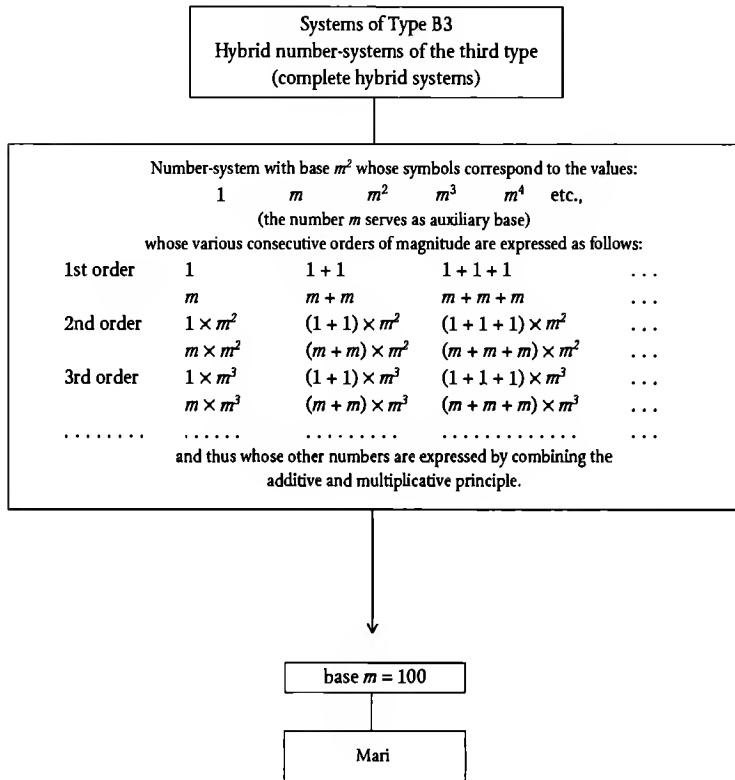 Systems of Type B3
Hybrid number-systems of the third type
(complete hybrid systems)
Number-system with base m² whose symbols correspond to the values:
1 m m² m³ m⁴ etc.,
(the number m serves as auxiliary base)
whose various consecutive orders of magnitude are expressed as follows:
1st order 1 1 + 1 1 + 1 + 1 . . .
m m + m m + m + m . . .
2nd order 1 × m² (1 + 1) × m² (1 + 1 + 1) × m² . . .
m × m² (m + m) × m² (m + m + m) × m² . . .
3rd order 1 × m³ (1 + 1) × m³ (1 + 1 + 1) × m³ . . .
m × m³ (m + m) × m³ (m + m + m) × m³ . . .
. . . . . . . . . . . . . . . . . . . . . . . . . . . . . . . . . . . . . . .
and thus whose other numbers are expressed by combining the
additive and multiplicative principle.
base m = 100
Mari